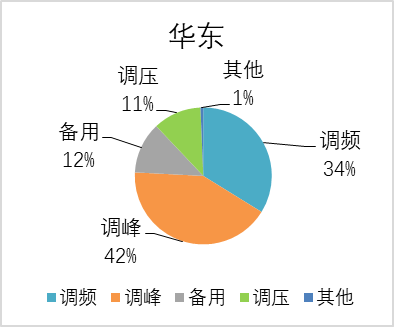 华东
其他
1%
调压
11%
备用
12%
调频
34%
调峰
42%
调频 调峰 备用 调压 其他